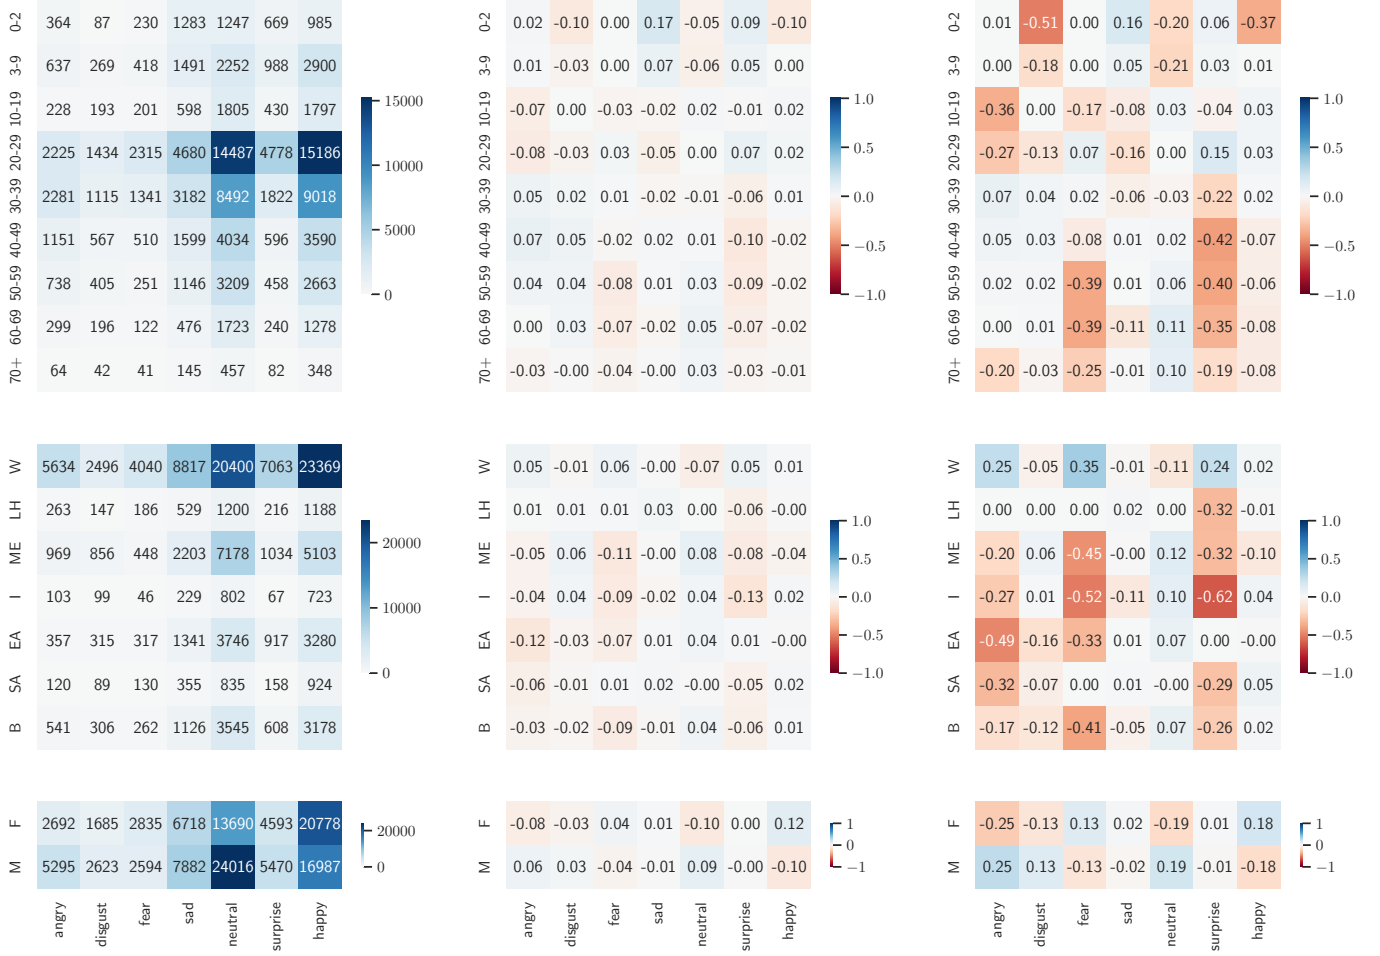 0-2 364 87 230 1283 1247 669 985 0-2 0.02 -0.10 0.00 0.17 -0.05 0.09 -0.10 0-2 0.01 -0.51 0.00 0.16 -0.20 0.06 -0.37
3-9 637 269 418 1491 2252 988 2900 3-9 0.01 -0.03 0.00 0.07 -0.06 0.05 0.00 3-9 0.00 -0.18 0.00 0.05 -0.21 0.03 0.01
10-19 228 193 201 598 1805 430 1797 15000 10-19 -0.07 0.00 -0.03 -0.02 0.02 -0.01 0.02 1.0 10-19 -0.36 0.00 -0.17 -0.08 0.03 -0.04 0.03 1.0
20-29 2225 1434 2315 4680 14487 4778 15186 10000 20-29 -0.08 -0.03 0.03 -0.05 0.00 0.07 0.02 0.5 20-29 -0.27 -0.13 0.07 -0.16 0.00 0.15 0.03 0.5
30-39 2281 1115 1341 3182 8492 1822 9018 30-39 0.05 0.02 0.01 -0.02 -0.01 -0.06 0.01 0.0 30-39 0.07 0.04 0.02 -0.06 -0.03 -0.22 0.02 0.0
40-49 1151 567 510 1599 4034 596 3590 5000 40-49 0.07 0.05 -0.02 0.02 0.01 -0.10 -0.02 −0.5 40-49 0.05 0.03 -0.08 0.01 0.02 -0.42 -0.07 −0.5
50-59 738 405 251 1146 3209 458 2663 0 50-59 0.04 0.04 -0.08 0.01 0.03 -0.09 -0.02 −1.0 50-59 0.02 0.02 -0.39 0.01 0.06 -0.40 -0.06 −1.0
60-69 299 196 122 476 1723 240 1278 60-69 0.00 0.03 -0.07 -0.02 0.05 -0.07 -0.02 60-69 0.00 0.01 -0.39 -0.11 0.11 -0.35 -0.08
70+ 64 42 41 145 457 82 348 70+ -0.03 -0.00 -0.04 -0.00 0.03 -0.03 -0.01 70+ -0.20 -0.03 -0.25 -0.01 0.10 -0.19 -0.08
W 5634 2496 4040 8817 20400 7063 23369 W 0.05 -0.01 0.06 -0.00 -0.07 0.05 0.01 W 0.25 -0.05 0.35 -0.01 -0.11 0.24 0.02
LH 263 147 186 529 1200 216 1188 LH 0.01 0.01 0.01 0.03 0.00 -0.06 -0.00 1.0 LH 0.00 0.00 0.00 0.02 0.00 -0.32 -0.01 1.0
ME 969 856 448 2203 7178 1034 5103 20000 ME -0.05 0.06 -0.11 -0.00 0.08 -0.08 -0.04 0.5 ME -0.20 0.06 -0.45 -0.00 0.12 -0.32 -0.10 0.5
I 103 99 46 229 802 67 723 10000 I -0.04 0.04 -0.09 -0.02 0.04 -0.13 0.02 0.0 I -0.27 0.01 -0.52 -0.11 0.10 -0.62 0.04 0.0
EA 357 315 317 1341 3746 917 3280 EA -0.12 -0.03 -0.07 0.01 0.04 0.01 -0.00 −0.5 EA -0.49 -0.16 -0.33 0.01 0.07 0.00 -0.00 −0.5
SA 120 89 130 355 835 158 924 0 SA -0.06 -0.01 0.01 0.02 -0.00 -0.05 0.02 −1.0 SA -0.32 -0.07 0.00 0.01 -0.00 -0.29 0.05 −1.0
B 541 306 262 1126 3545 608 3178 B -0.03 -0.02 -0.09 -0.01 0.04 -0.06 0.01 B -0.17 -0.12 -0.41 -0.05 0.07 -0.26 0.02
F 2692 1685 2835 6718 13690 4593 20778 20000 F -0.08 -0.03 0.04 0.01 -0.10 0.00 0.12 1 0 F -0.25 -0.13 0.13 0.02 -0.19 0.01 0.18 1 0
M 5295 2623 2594 7882 24016 5470 16987 0 M 0.06 0.03 -0.04 -0.01 0.09 -0.00 -0.10 −1 M 0.25 0.13 -0.13 -0.02 0.19 -0.01 -0.18 −1
angry disgust fear sad neutral surprise happy angry disgust fear sad neutral surprise happy angry disgust fear sad neutral surprise happy